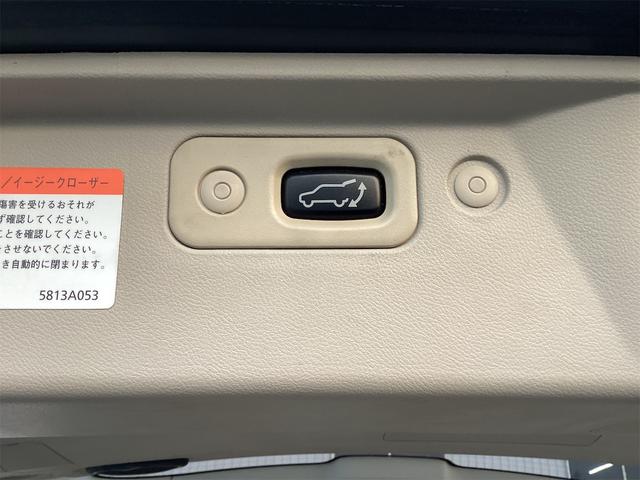 ／イージークローザー
傷害を受けるおそれが
ず確認してください。
ことを確認してください。
させないでください。
き自動的に閉まります。
5813A053